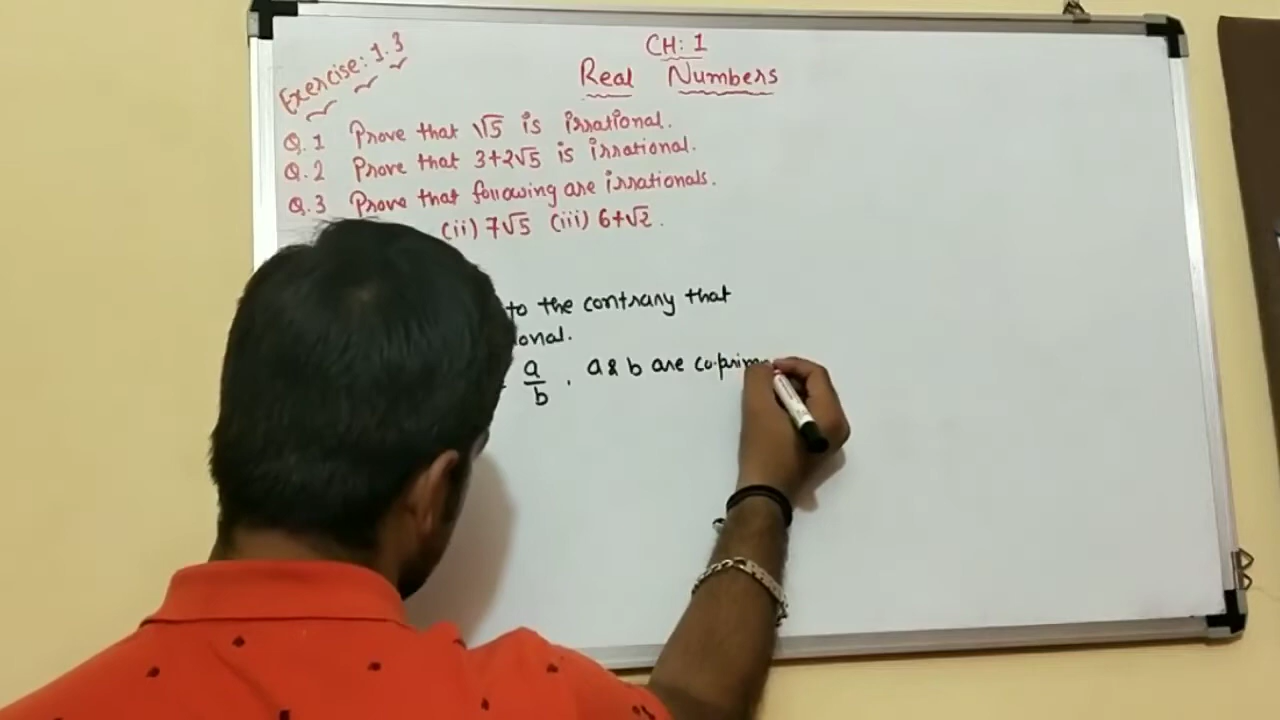 CH: 1
Exercise: 1.3
Real Numbers
Q.1 Prove that √5 is irrational.
Q.2 Prove that 3+2√5 is irrational.
Q.3 Prove that following are irrationals.
(ii) 7√5 (iii) 6+√2.
to the contrary that
onal.
a/b . a & b are co-prime